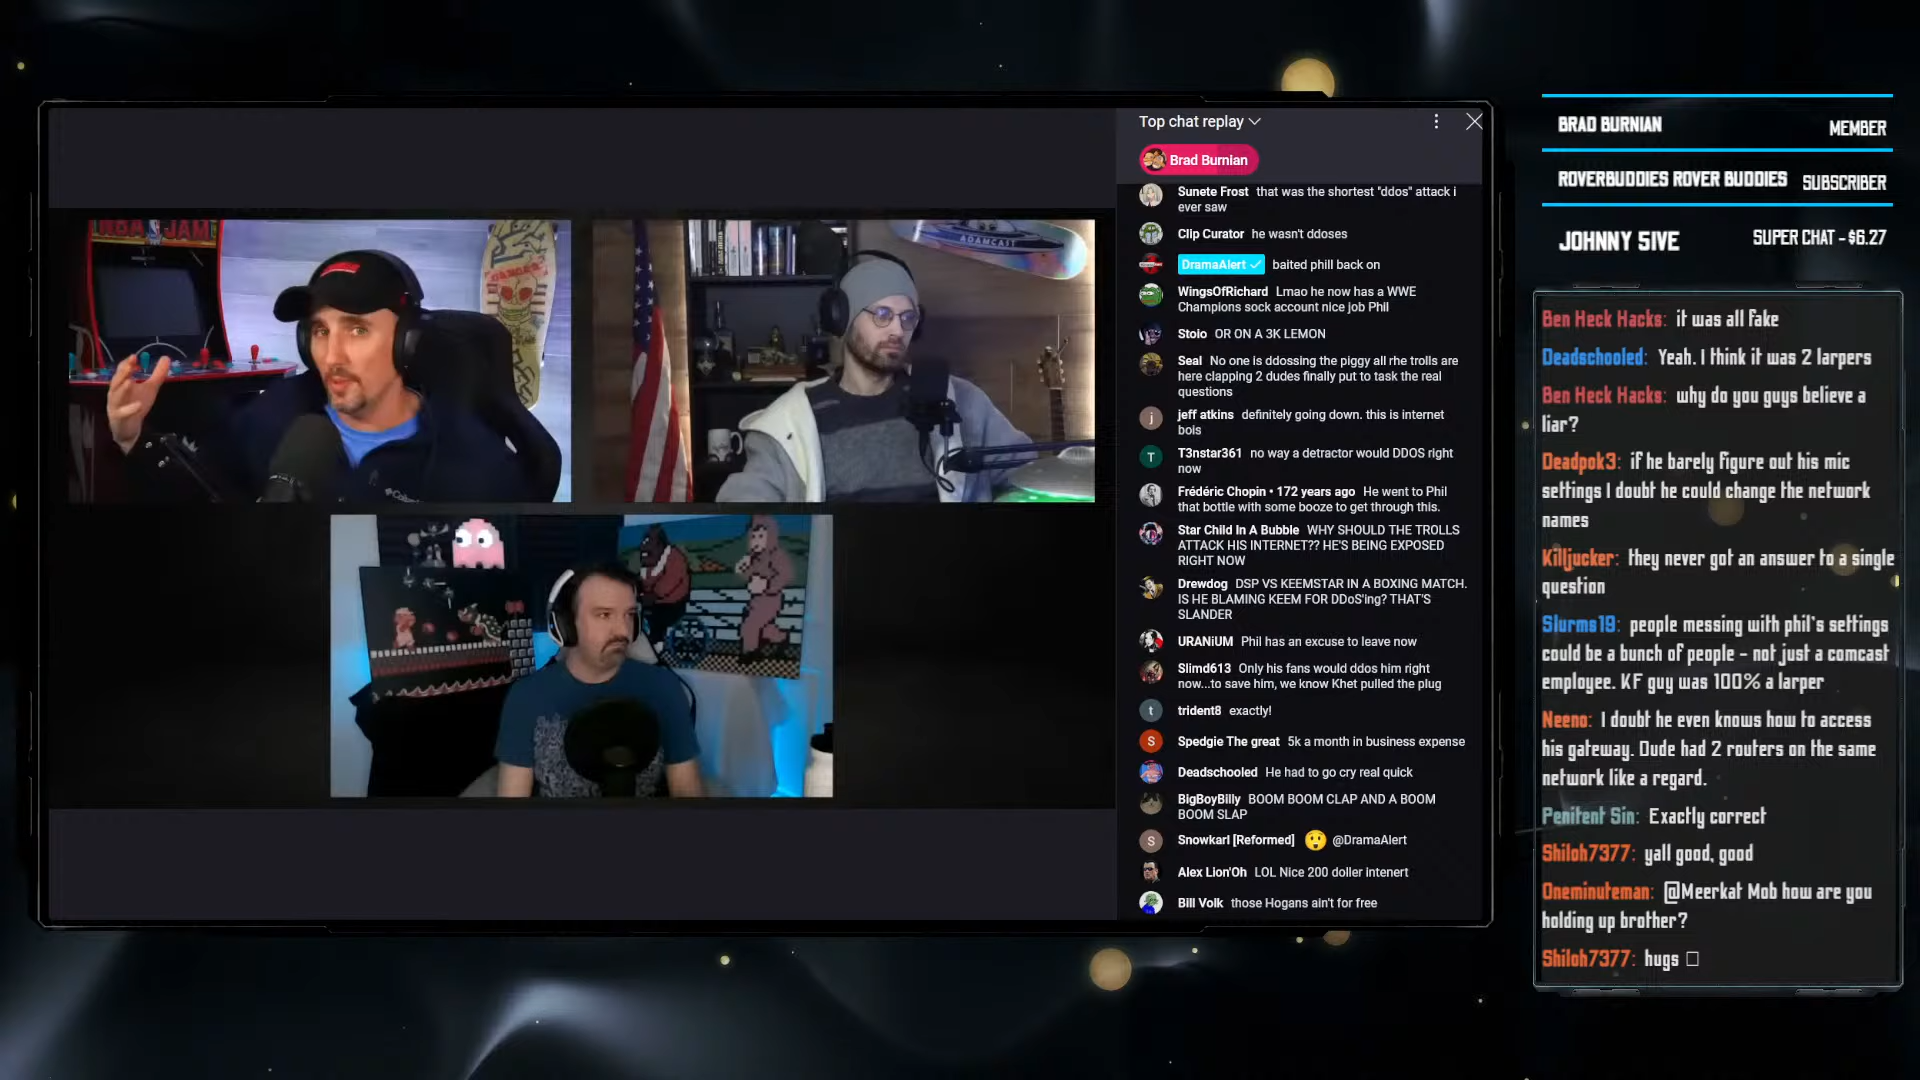 NBA JAM
ADAMCAST
Top chat replay
Brad Burnian
Sunete Frost that was the shortest "ddos" attack i
ever saw
Clip Curator he wasn't ddoses
DramaAlert baited phill back on
WingsOfRichard Lmao he now has a WWE
Champions sock account nice job Phil
Stoio OR ON A 3K LEMON
Seal No one is ddossing the piggy all rhe trolls are
here clapping 2 dudes finally put to task the real
questions
j jeff atkins definitely going down. this is internet
bois
T T3nstar361 no way a detractor would DDOS right
now
Frédéric Chopin • 172 years ago He went to Phil
that bottle with some booze to get through this.
Star Child In A Bubble WHY SHOULD THE TROLLS
ATTACK HIS INTERNET?? HE'S BEING EXPOSED
RIGHT NOW
Drewdog DSP VS KEEMSTAR IN A BOXING MATCH.
IS HE BLAMING KEEM FOR DDoS'ing? THAT'S
SLANDER
URANiUM Phil has an excuse to leave now
Slimd613 Only his fans would ddos him right
now...to save him, we know Khet pulled the plug
t trident8 exactly!
S Spedgie The great 5k a month in business expense
Deadschooled He had to go cry real quick
BigBoyBilly BOOM BOOM CLAP AND A BOOM
BOOM SLAP
S Snowkarl [Reformed] 😲 @DramaAlert
Alex Lion'Oh LOL Nice 200 doller intenert
Bill Volk those Hogans ain't for free
BRAD BURNIAN MEMBER
ROVERBUDDIES ROVER BUDDIES SUBSCRIBER
JOHNNY 5IVE SUPER CHAT - $6.27
Ben Heck Hacks: it was all fake
Deadschooled: Yeah. I think it was 2 larpers
Ben Heck Hacks: why do you guys believe a
liar?
Deadpok3: if he barely figure out his mic
settings I doubt he could change the network
names
Killjucker: they never got an answer to a single
question
Slurms19: people messing with phil's settings
could be a bunch of people - not just a comcast
employee. KF guy was 100% a larper
Neeno: I doubt he even knows how to access
his gateway. Dude had 2 routers on the same
network like a regard.
Penitent Sin: Exactly correct
Shiloh7377: yall good, good
Oneminuteman: @Meerkat Mob how are you
holding up brother?
Shiloh7377: hugs □